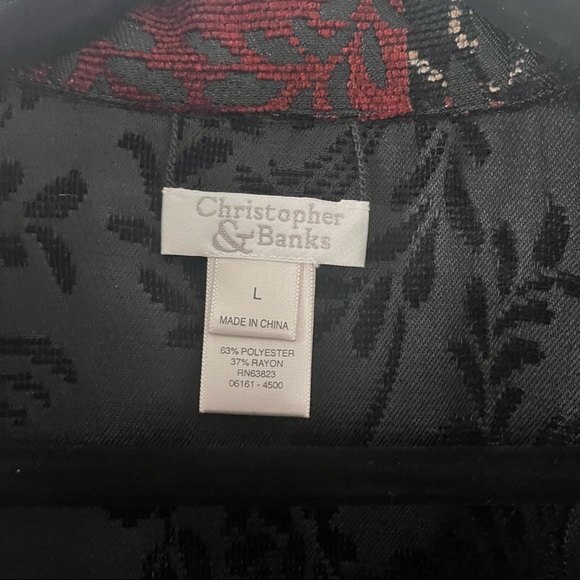 Christopher
& Banks
L
MADE IN CHINA
63% POLYESTER
37% RAYON
RN63823
06161 - 4500